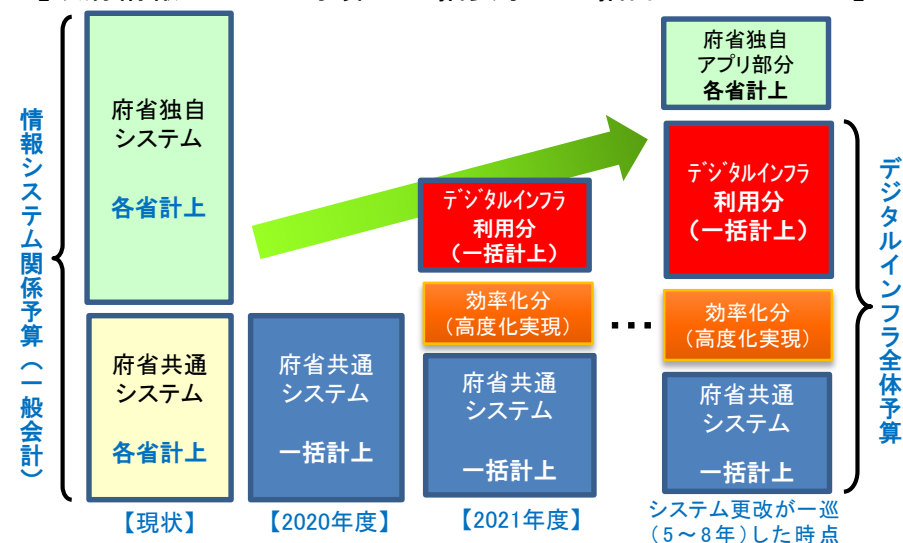 情報システム関係予算（一般会計）
府省独自
システム
各省計上
府省共通
システム
各省計上
【現状】
府省共通
システム
一括計上
【2020年度】
デジタルインフラ
利用分
（一括計上）
効率化分
（高度化実現）
府省共通
システム
一括計上
【2021年度】
…
府省独自
アプリ部分
各省計上
デジタルインフラ
利用分
（一括計上）
効率化分
（高度化実現）
府省共通
システム
一括計上
システム更改が一巡
（5～8年）した時点
デジタルインフラ全体予算